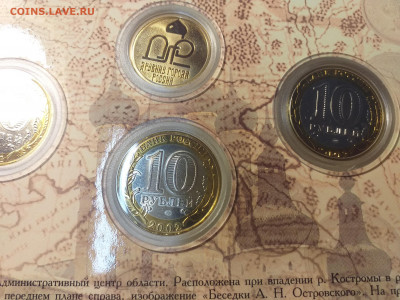 COINS.LAVE.RU
ДРЕВНИЕ ГОРОДА
РОССИИ
10
РУБЛЕЙ
БАНК РОССИИ
10
РУБЛЕЙ
2002
административный центр области. Расположена при впадении р. Костромы в р
переднем плане справа, изображение «Беседки А. Н. Островского». На пр